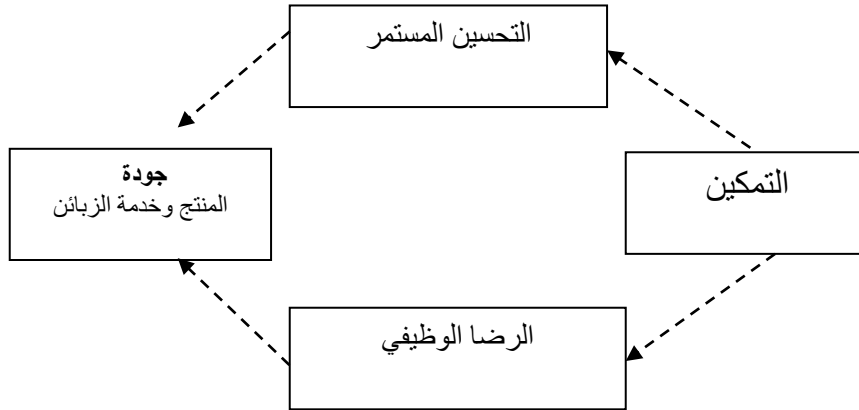 التحسين المستمر
التمكين
جودة
المنتج وخدمة الزبائن
الرضا الوظيفي